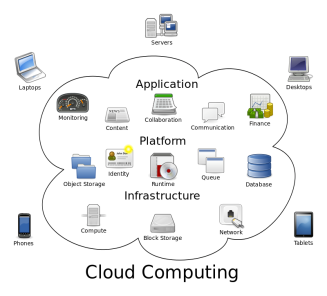 Servers
Laptops
Desktops
Application
Monitoring
Content
Collaboration
Communication
Finance
Platform
Object Storage
Identity
Runtime
Queue
Database
Infrastructure
Compute
Block Storage
Network
Phones
Tablets
Cloud Computing